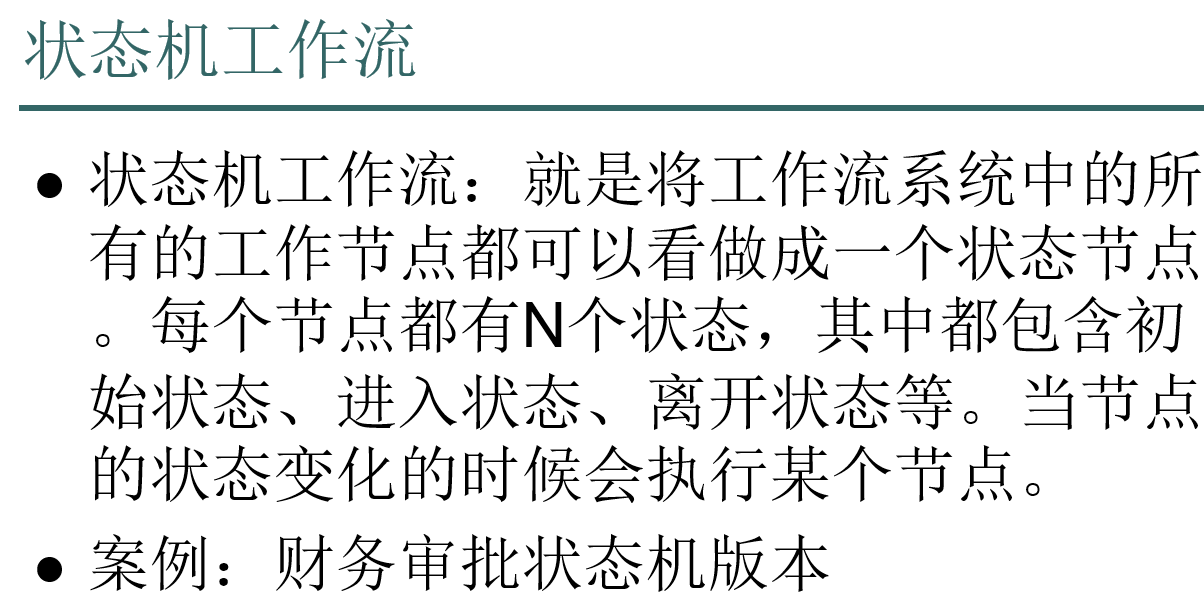 状态机工作流
● 状态机工作流：就是将工作流系统中的所
有的工作节点都可以看做成一个状态节点
。每个节点都有N个状态，其中都包含初
始状态、进入状态、离开状态等。当节点
的状态变化的时候会执行某个节点。
● 案例：财务审批状态机版本